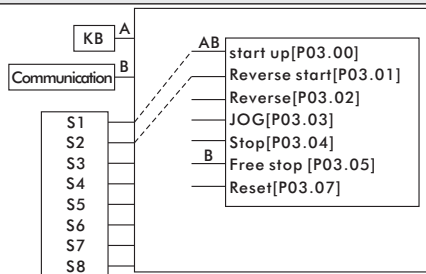 KB
A
Communication
B
S1
S2
S3
S4
S5
S6
S7
S8
AB
start up[P03.00]
Reverse start[P03.01]
Reverse[P03.02]
JOG[P03.03]
Stop[P03.04]
B
Free stop [P03.05]
Reset[P03.07]